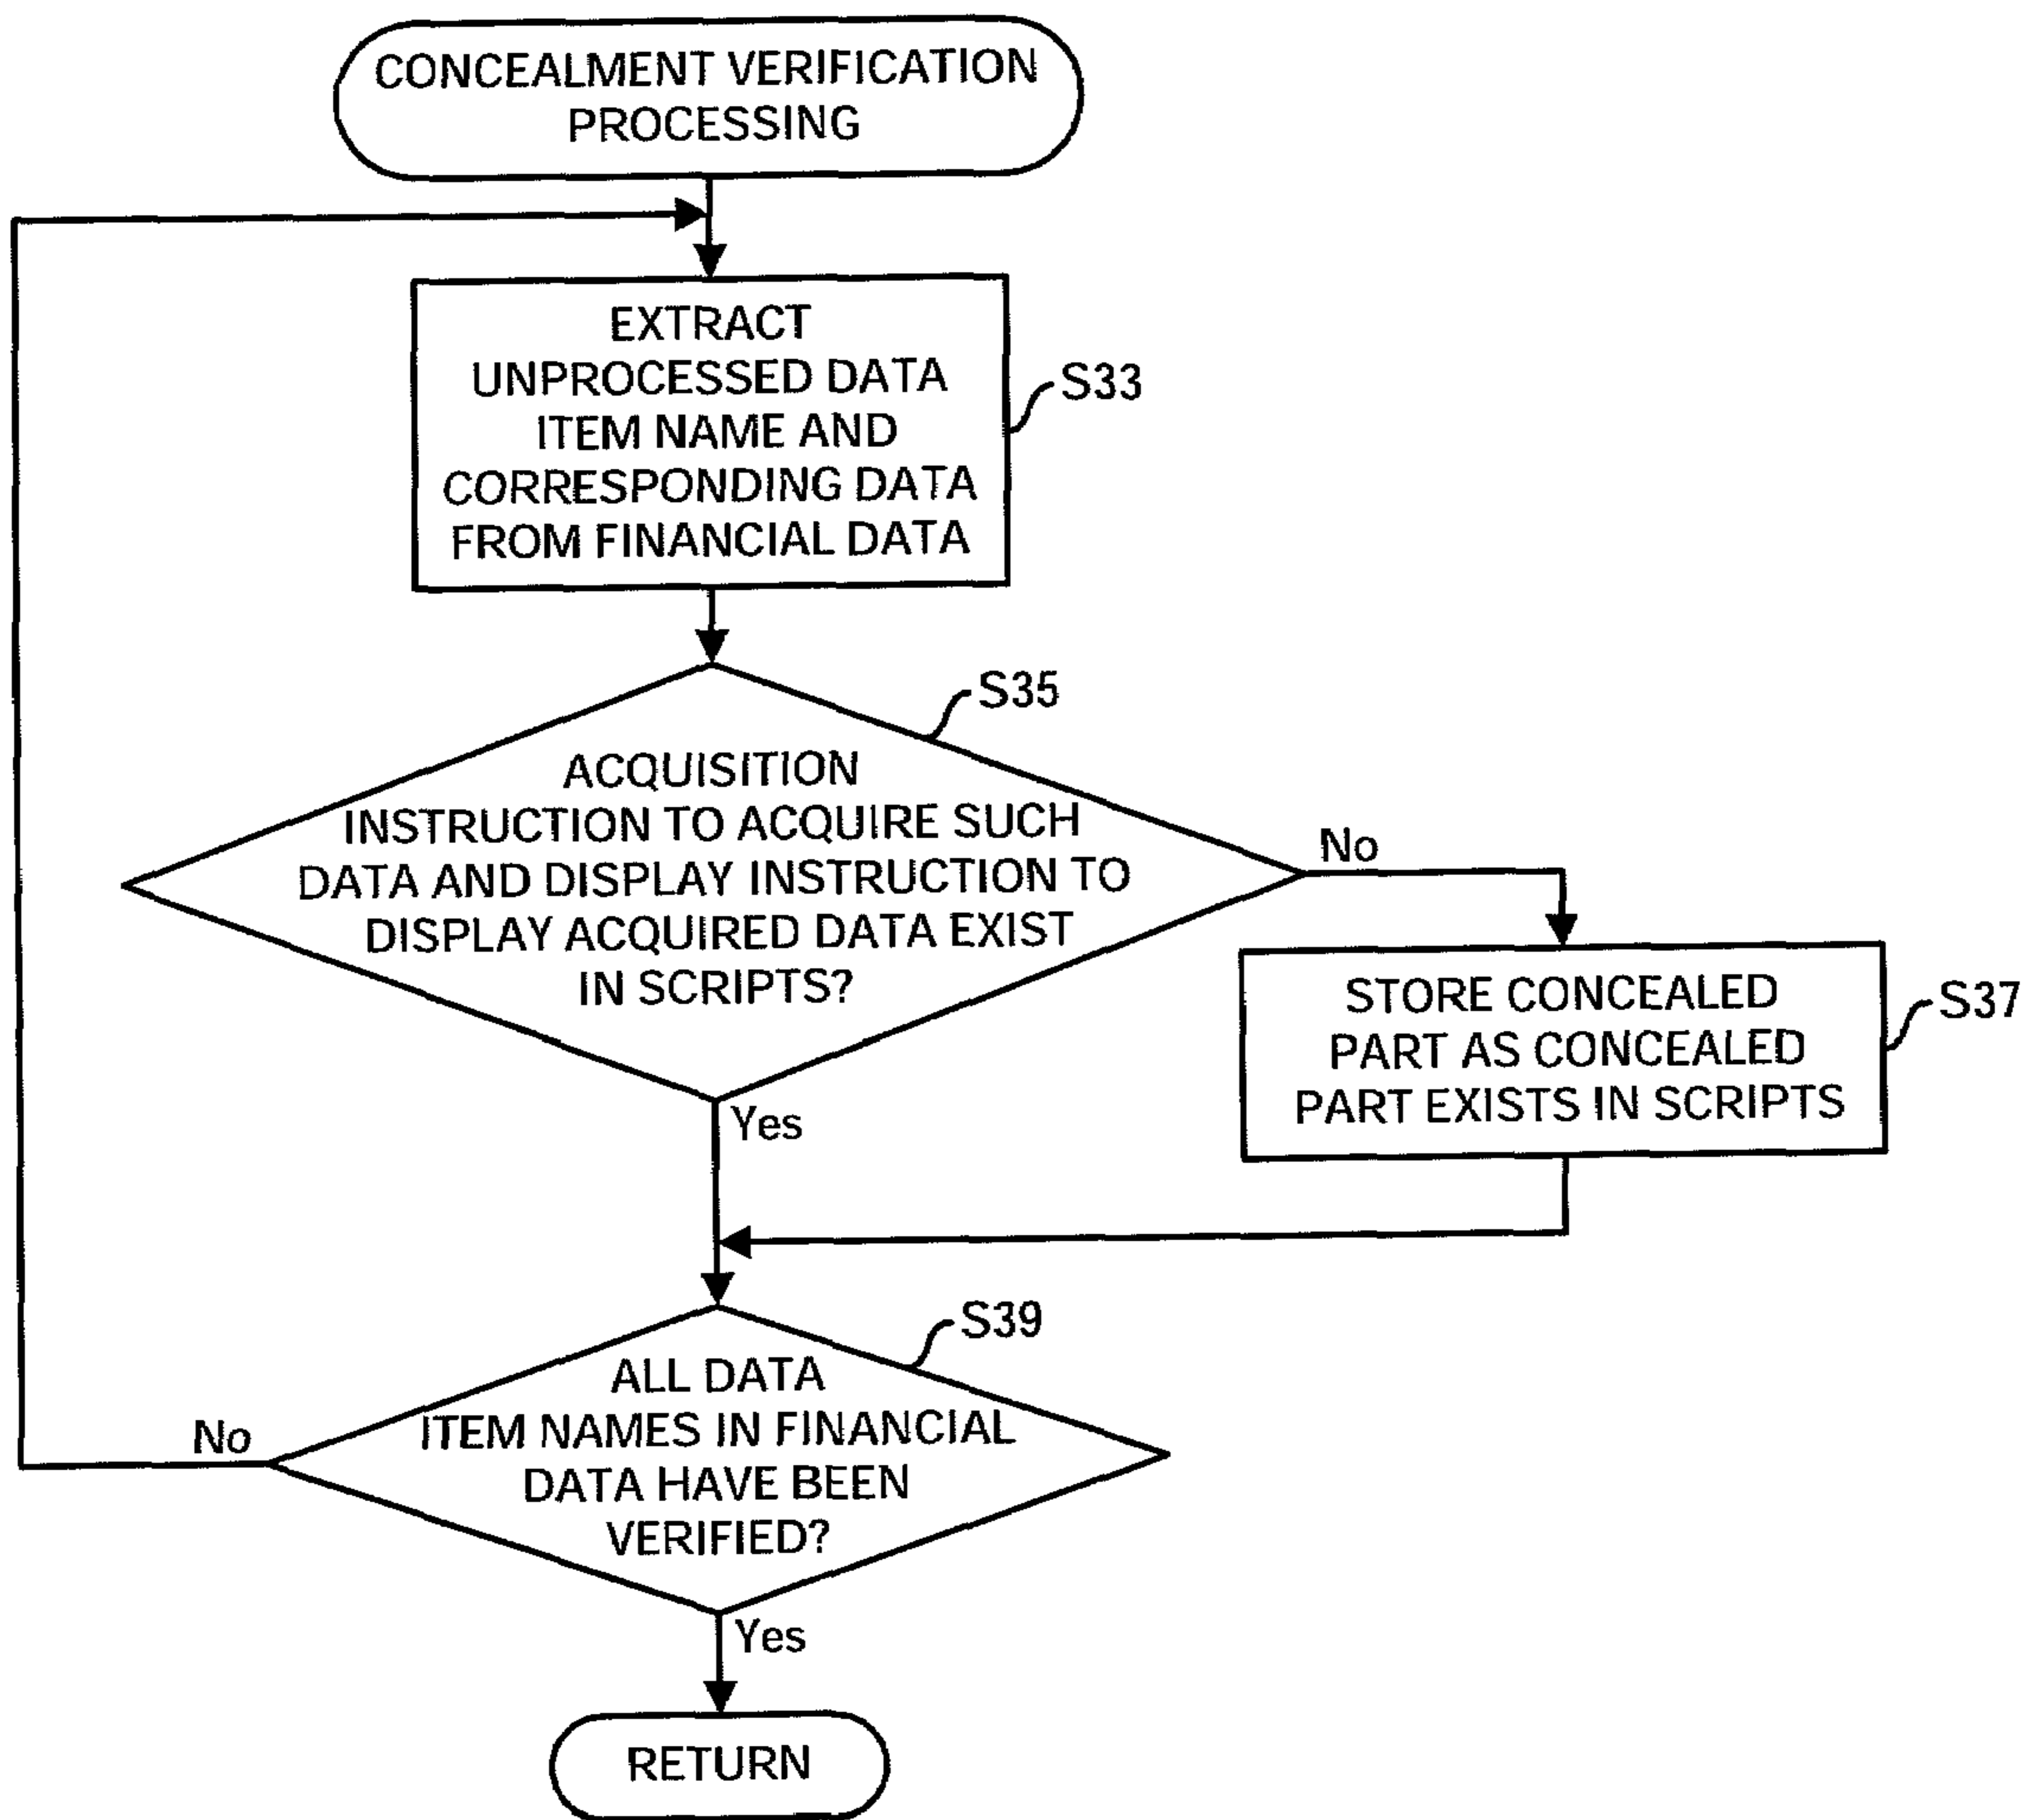 CONCEALMENT VERIFICATION
PROCESSING
EXTRACT
UNPROCESSED DATA
ITEM NAME AND
CORRESPONDING DATA
FROM FINANCIAL DATA
S33
S35
ACQUISITION
INSTRUCTION TO ACQUIRE SUCH
DATA AND DISPLAY INSTRUCTION TO
DISPLAY ACQUIRED DATA EXIST
IN SCRIPTS?
No
Yes
STORE CONCEALED
PART AS CONCEALED
PART EXISTS IN SCRIPTS
S37
S39
ALL DATA
ITEM NAMES IN FINANCIAL
DATA HAVE BEEN
VERIFIED?
No
Yes
RETURN